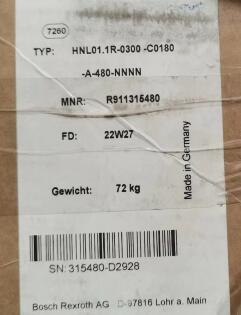 7260
TYP: HNL01.1R-0300 -C0180
-A-480-NNNN
MNR: R911315480
FD: 22W27
Made in Germany
Gewicht: 72 kg
SN: 315480-D2928
Bosch Rexroth AG D-97816 Lohr a. Main